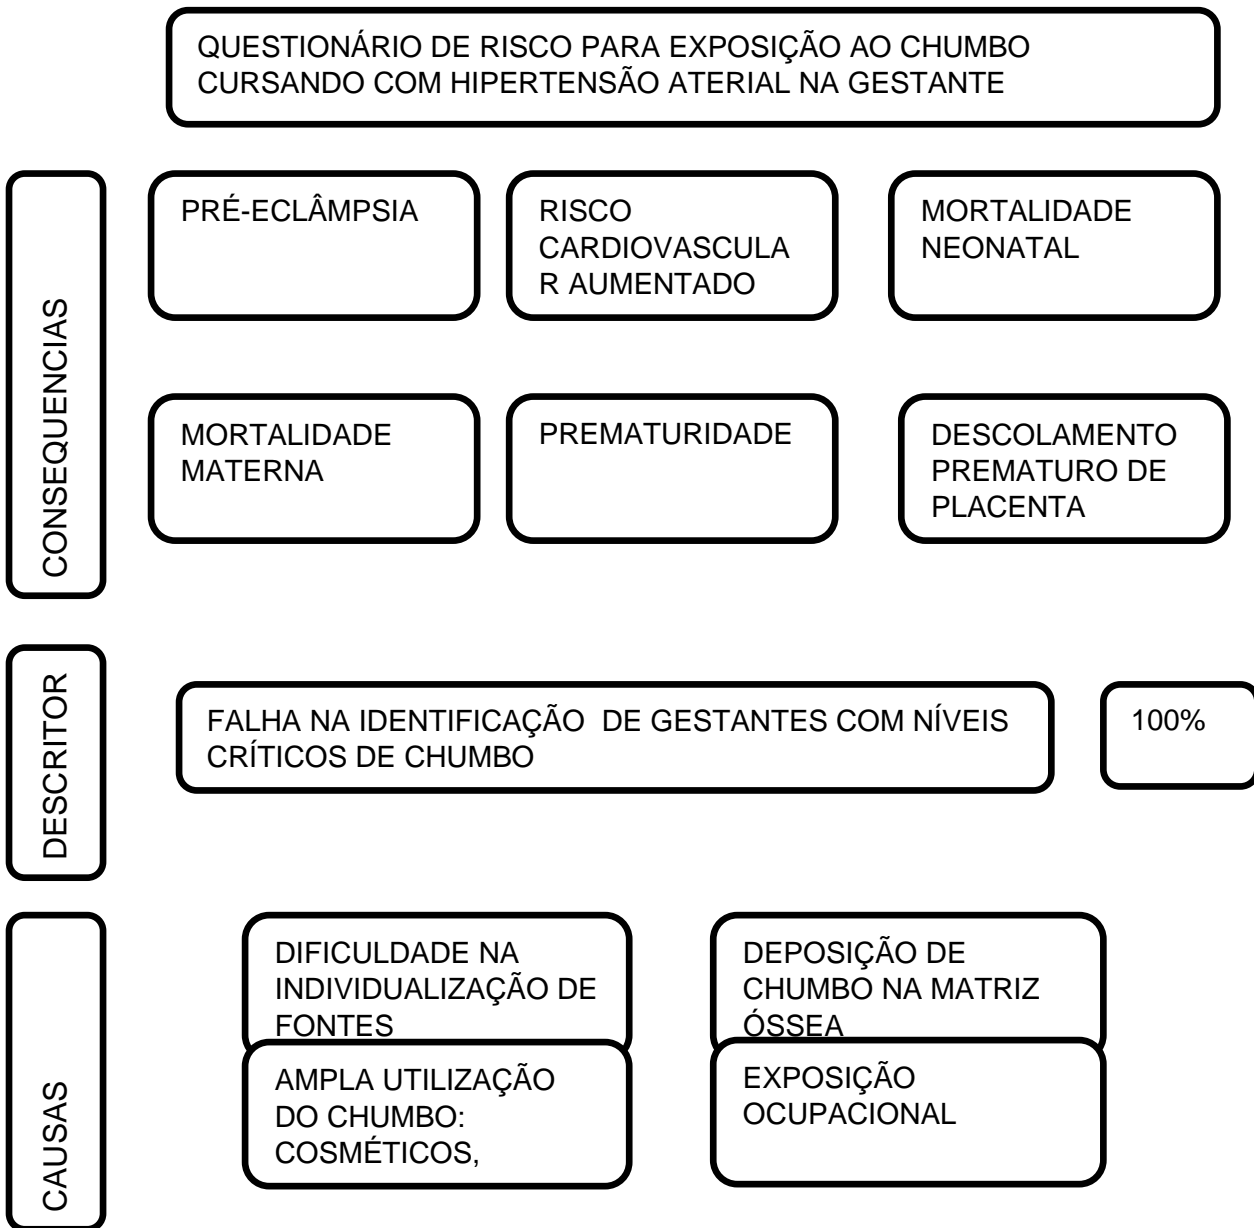 QUESTIONÁRIO DE RISCO PARA EXPOSIÇÃO AO CHUMBO
CURSANDO COM HIPERTENSÃO ATERIAL NA GESTANTE
CONSEQUENCIAS
PRÉ-ECLÂMPSIA
RISCO
CARDIOVASCULA
R AUMENTADO
MORTALIDADE
NEONATAL
MORTALIDADE
MATERNA
PREMATURIDADE
DESCOLAMENTO
PREMATURO DE
PLACENTA
DESCRITOR
FALHA NA IDENTIFICAÇÃO  DE GESTANTES COM NÍVEIS
CRÍTICOS DE CHUMBO
100%
CAUSAS
DIFICULDADE NA
INDIVIDUALIZAÇÃO DE
FONTES
DEPOSIÇÃO DE
CHUMBO NA MATRIZ
ÓSSEA
AMPLA UTILIZAÇÃO
DO CHUMBO:
COSMÉTICOS,
EXPOSIÇÃO
OCUPACIONAL